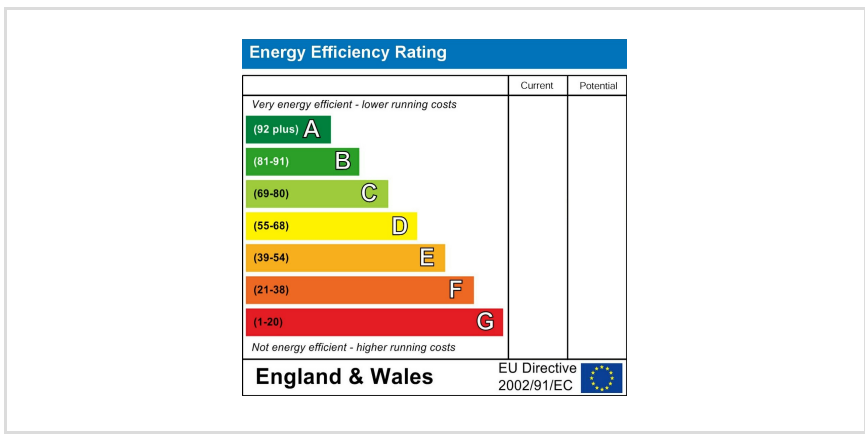 Energy Efficiency Rating
Current Potential
Very energy efficient - lower running costs
(92 plus) A
(81-91) B
(69-80) C
(55-68) D
(39-54) E
(21-38) F
(1-20) G
Not energy efficient - higher running costs
England & Wales
EU Directive
2002/91/EC